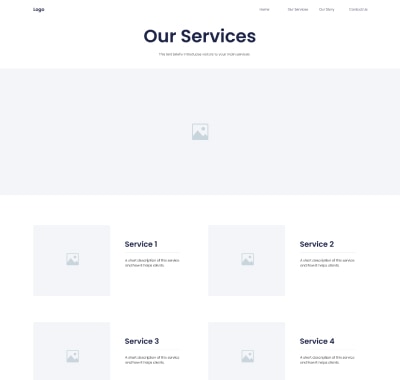 Logo
Home
Our Services
Our Story
Contact Us
Our Services
This text briefly introduces visitors to your main services.
Service 1
A short description of this service
and how it helps clients.
Service 2
A short description of this service
and how it helps clients.
Service 3
A short description of this service
and how it helps clients.
Service 4
A short description of this service
and how it helps clients.